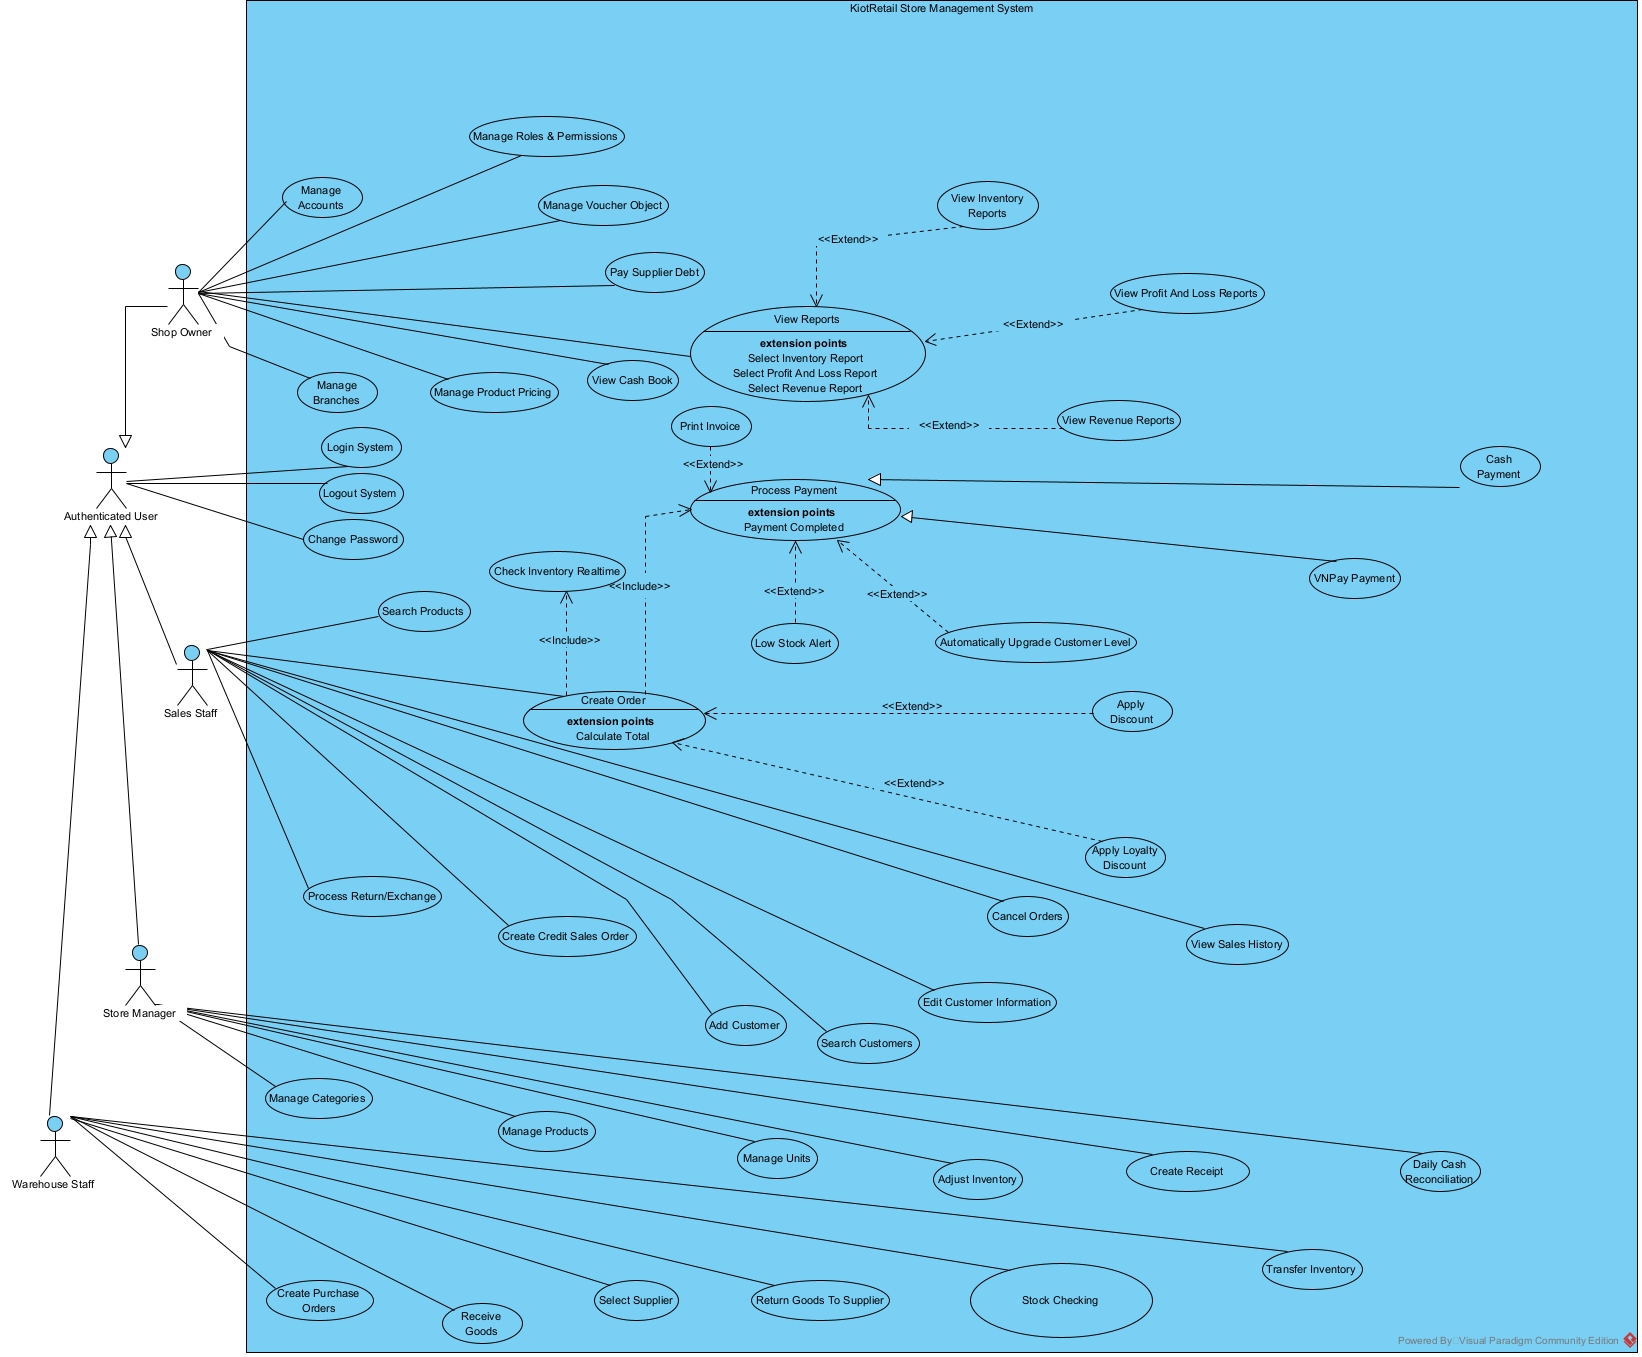 KiotRetail Store Management System
Manage Roles & Permissions
Manage
Accounts
Manage Voucher Object
View Inventory
Reports
<<Extend>>
Pay Supplier Debt
View Profit And Loss Reports
<<Extend>>
Shop Owner
View Reports
extension points
Select Inventory Report
Select Profit And Loss Report
Select Revenue Report
View Cash Book
Manage
Branches
Manage Product Pricing
View Revenue Reports
<<Extend>>
Print Invoice
<<Extend>>
Login System
Logout System
Change Password
Authenticated User
Cash
Payment
Process Payment
extension points
Payment Completed
VNPay Payment
Check Inventory Realtime
<<Include>>
<<Extend>>
<<Extend>>
Search Products
<<Include>>
Low Stock Alert
Automatically Upgrade Customer Level
Sales Staff
Create Order
extension points
Calculate Total
<<Extend>>
Apply
Discount
<<Extend>>
Apply Loyalty
Discount
Process Return/Exchange
Cancel Orders
Create Credit Sales Order
View Sales History
Edit Customer Information
Store Manager
Add Customer
Search Customers
Manage Categories
Manage Products
Manage Units
Adjust Inventory
Create Receipt
Daily Cash
Reconciliation
Warehouse Staff
Transfer Inventory
Create Purchase
Orders
Receive
Goods
Select Supplier
Return Goods To Supplier
Stock Checking
Powered By Visual Paradigm Community Edition